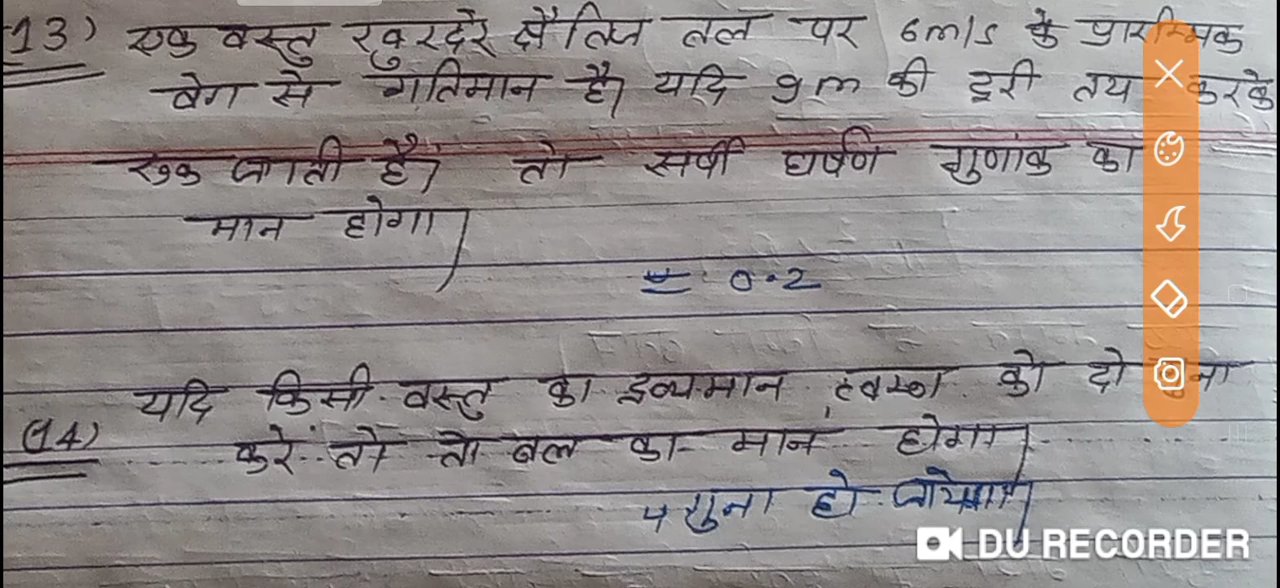 13) एक वस्तु खुरदरे क्षैतिज तल पर 6m/s के प्रारम्भिक
वेग से गतिमान है। यदि 9m की दूरी तय करके
रुक जाती है। तो सर्पी घर्षण गुणांक का
मान होगा।
= 0.2
(14) यदि किसी वस्तु का द्रव्यमान, त्वरण को दो
करें तो तो बल का मान होगा।
4 गुना हो जायेगा।
DU RECORDER